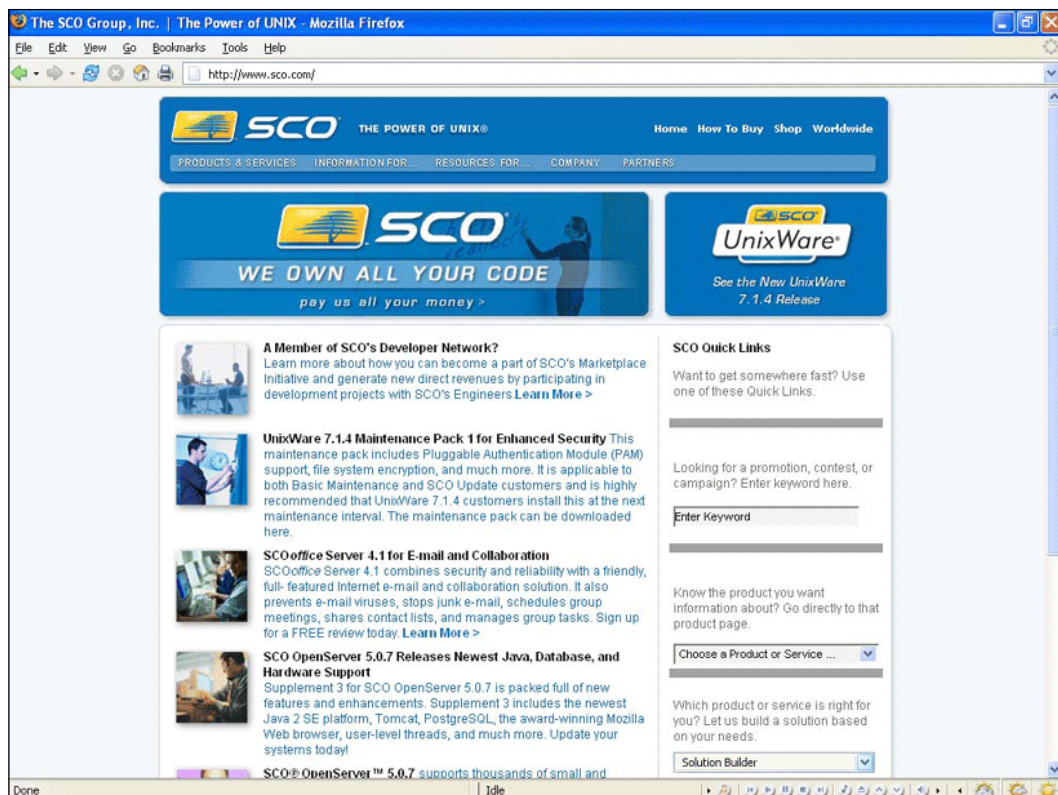 The SCO Group, Inc. | The Power of UNIX - Mozilla Firefox
File Edit View Go Bookmarks Tools Help
http://www.sco.com/
SCO THE POWER OF UNIX®
Home How To Buy Shop Worldwide
PRODUCTS & SERVICES INFORMATION FOR... RESOURCES FOR... COMPANY PARTNERS
SCO
WE OWN ALL YOUR CODE
pay us all your money >
SCO
UnixWare®
See the New UnixWare
7.1.4 Release
A Member of SCO's Developer Network?
Learn more about how you can become a part of SCO's Marketplace
Initiative and generate new direct revenues by participating in
development projects with SCO's Engineers.Learn More >
UnixWare 7.1.4 Maintenance Pack 1 for Enhanced Security This
maintenance pack includes Pluggable Authentication Module (PAM)
support, file system encryption, and much more. It is applicable to
both Basic Maintenance and SCO Update customers and is highly
recommended that UnixWare 7.1.4 customers install this at the next
maintenance interval. The maintenance pack can be downloaded
here.
SCOoffice Server 4.1 for E-mail and Collaboration
SCOoffice Server 4.1 combines security and reliability with a friendly,
full- featured Internet e-mail and collaboration solution. It also
prevents e-mail viruses, stops junk e-mail, schedules group
meetings, shares contact lists, and manages group tasks. Sign up
for a FREE review today. Learn More >
SCO OpenServer 5.0.7 Releases Newest Java, Database, and
Hardware Support
Supplement 3 for SCO OpenServer 5.0.7 is packed full of new
features and enhancements. Supplement 3 includes the newest
Java 2 SE platform, Tomcat, PostgreSQL, the award-winning Mozilla
Web browser, user-level threads, and much more. Update your
systems today!
SCO® OpenServer™ 5.0.7 supports thousands of small and
SCO Quick Links
Want to get somewhere fast? Use
one of these Quick Links.
Looking for a promotion, contest, or
campaign? Enter keyword here.
Enter Keyword
Know the product you want
information about? Go directly to that
product page.
Choose a Product or Service ...
Which product or service is right for
you? Let us build a solution based
on your needs.
Solution Builder
Done
Idle